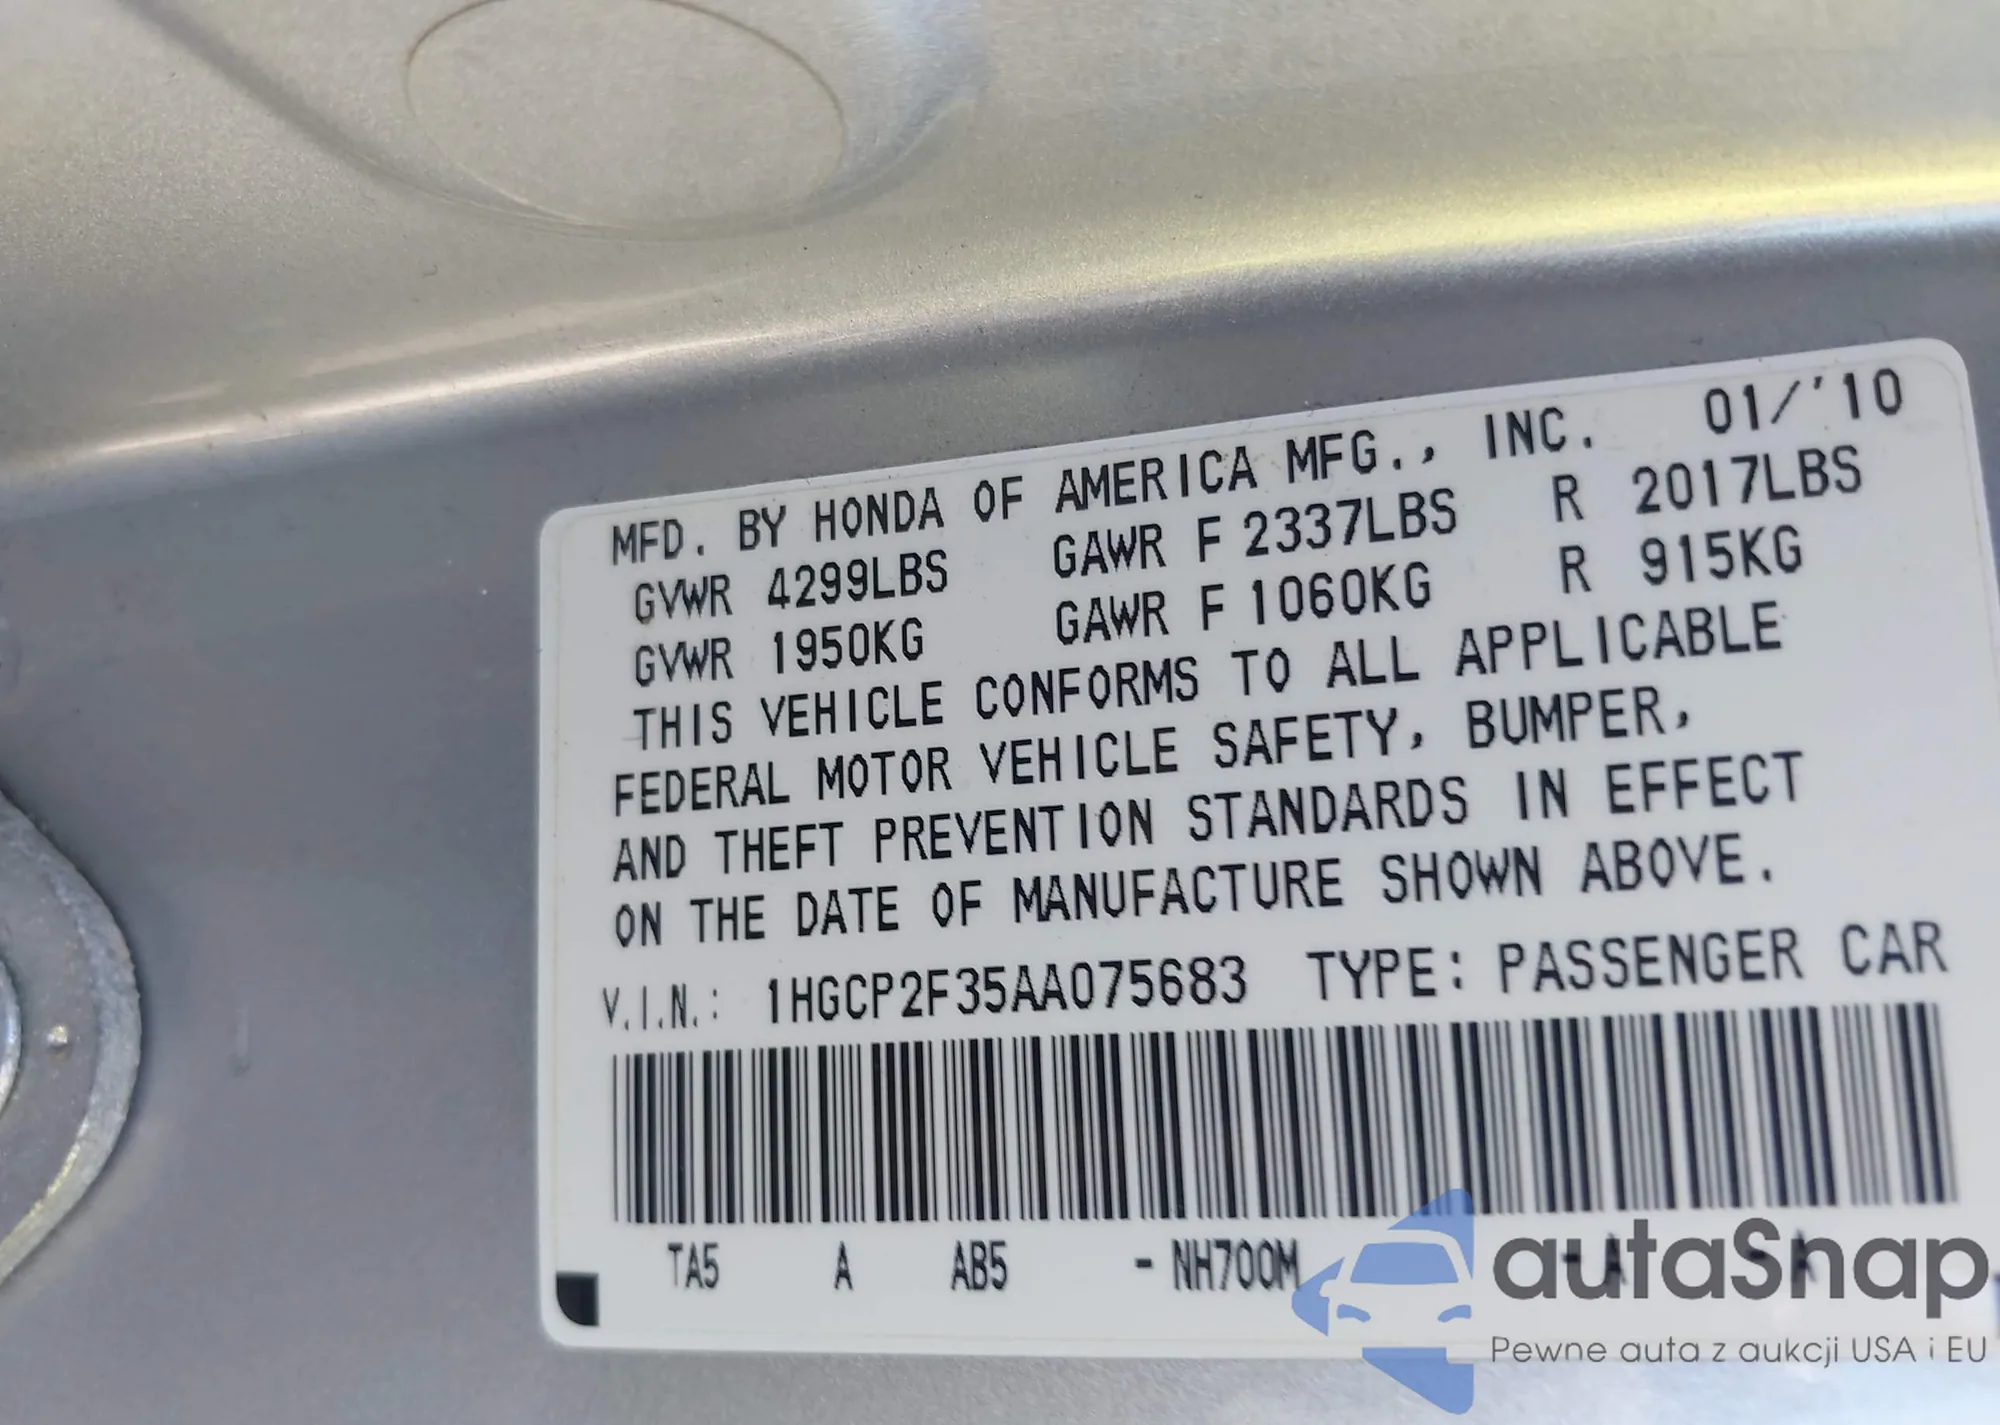 MFD. BY HONDA OF AMERICA MFG., INC. 01/'10
GVWR 4299LBS GAWR F 2337LBS R 2017LBS
GVWR 1950KG GAWR F 1060KG R 915KG
THIS VEHICLE CONFORMS TO ALL APPLICABLE
FEDERAL MOTOR VEHICLE SAFETY, BUMPER,
AND THEFT PREVENTION STANDARDS IN EFFECT
ON THE DATE OF MANUFACTURE SHOWN ABOVE.
V.I.N.: 1HGCP2F35AA075683 TYPE: PASSENGER CAR
TA5 A AB5 - NH700M -A -A
autaSnap
Pewne auta z aukcji USA i EU